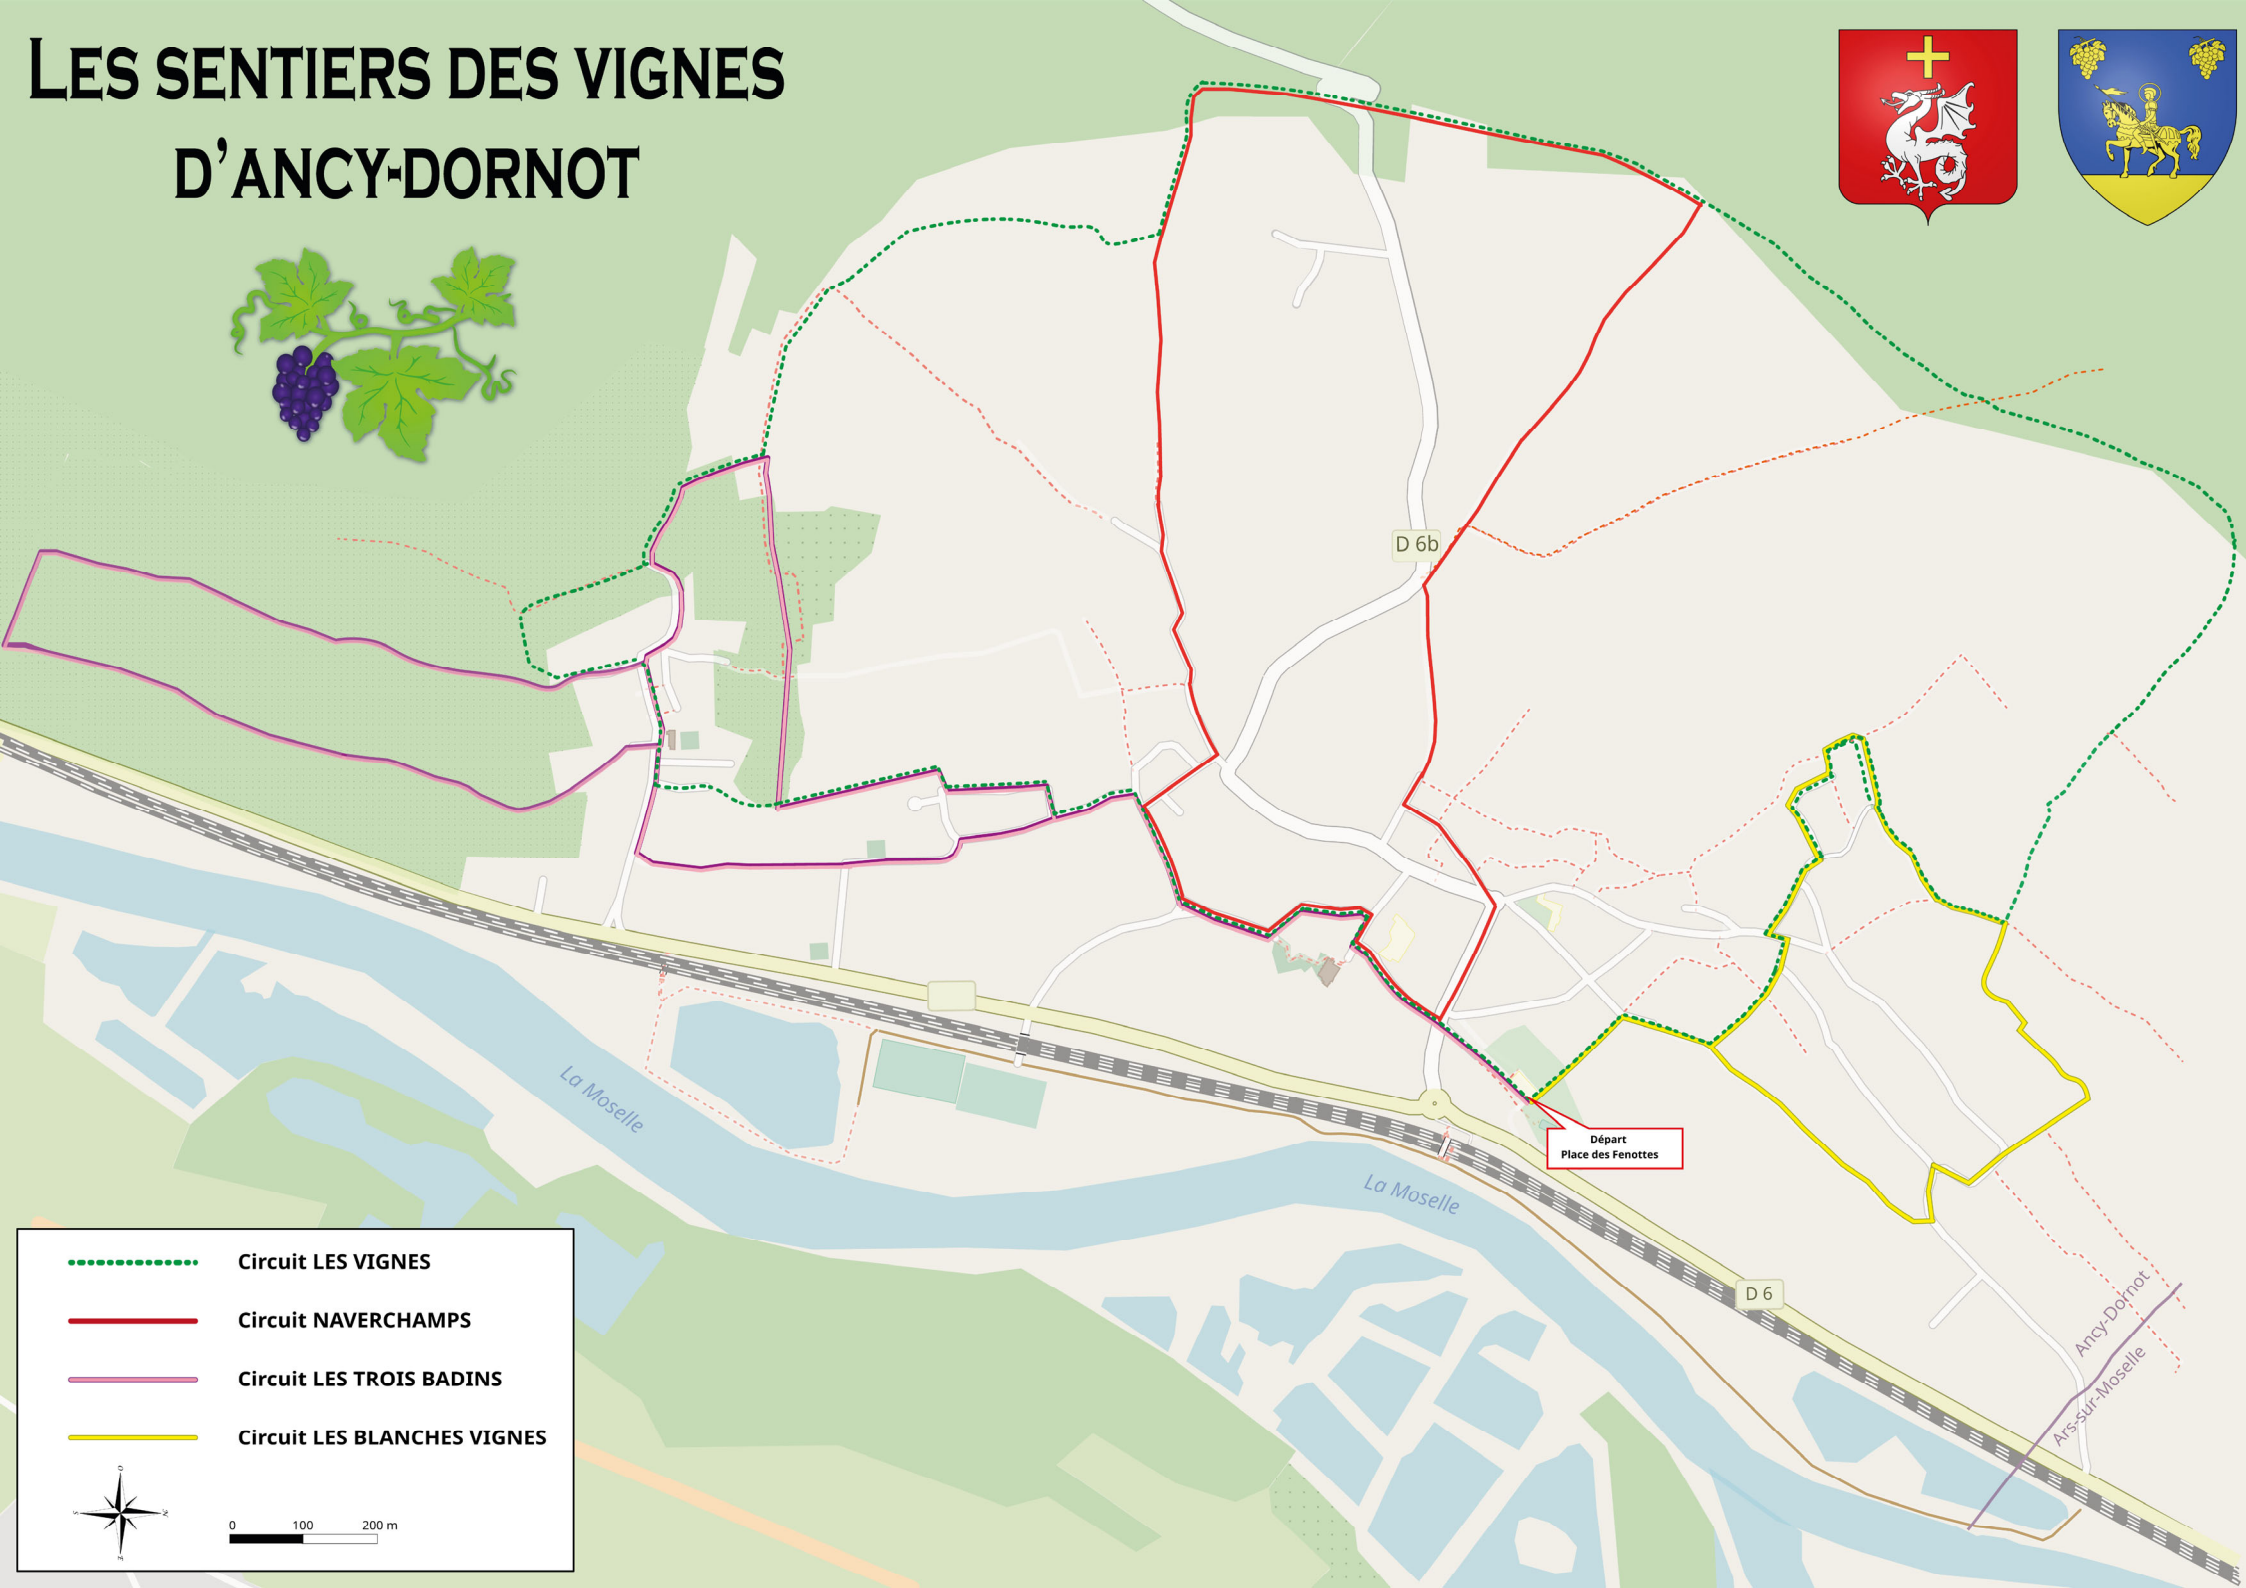 LES SENTIERS DES VIGNES
D'ANCY-DORNOT
D 6b
La Moselle
Départ
Place des Fenottes
La Moselle
D 6
Ancy-Dornot
Ars-sur-Moselle
Circuit LES VIGNES
Circuit NAVERCHAMPS
Circuit LES TROIS BADINS
Circuit LES BLANCHES VIGNES
O
S
N
E
0 100 200 m